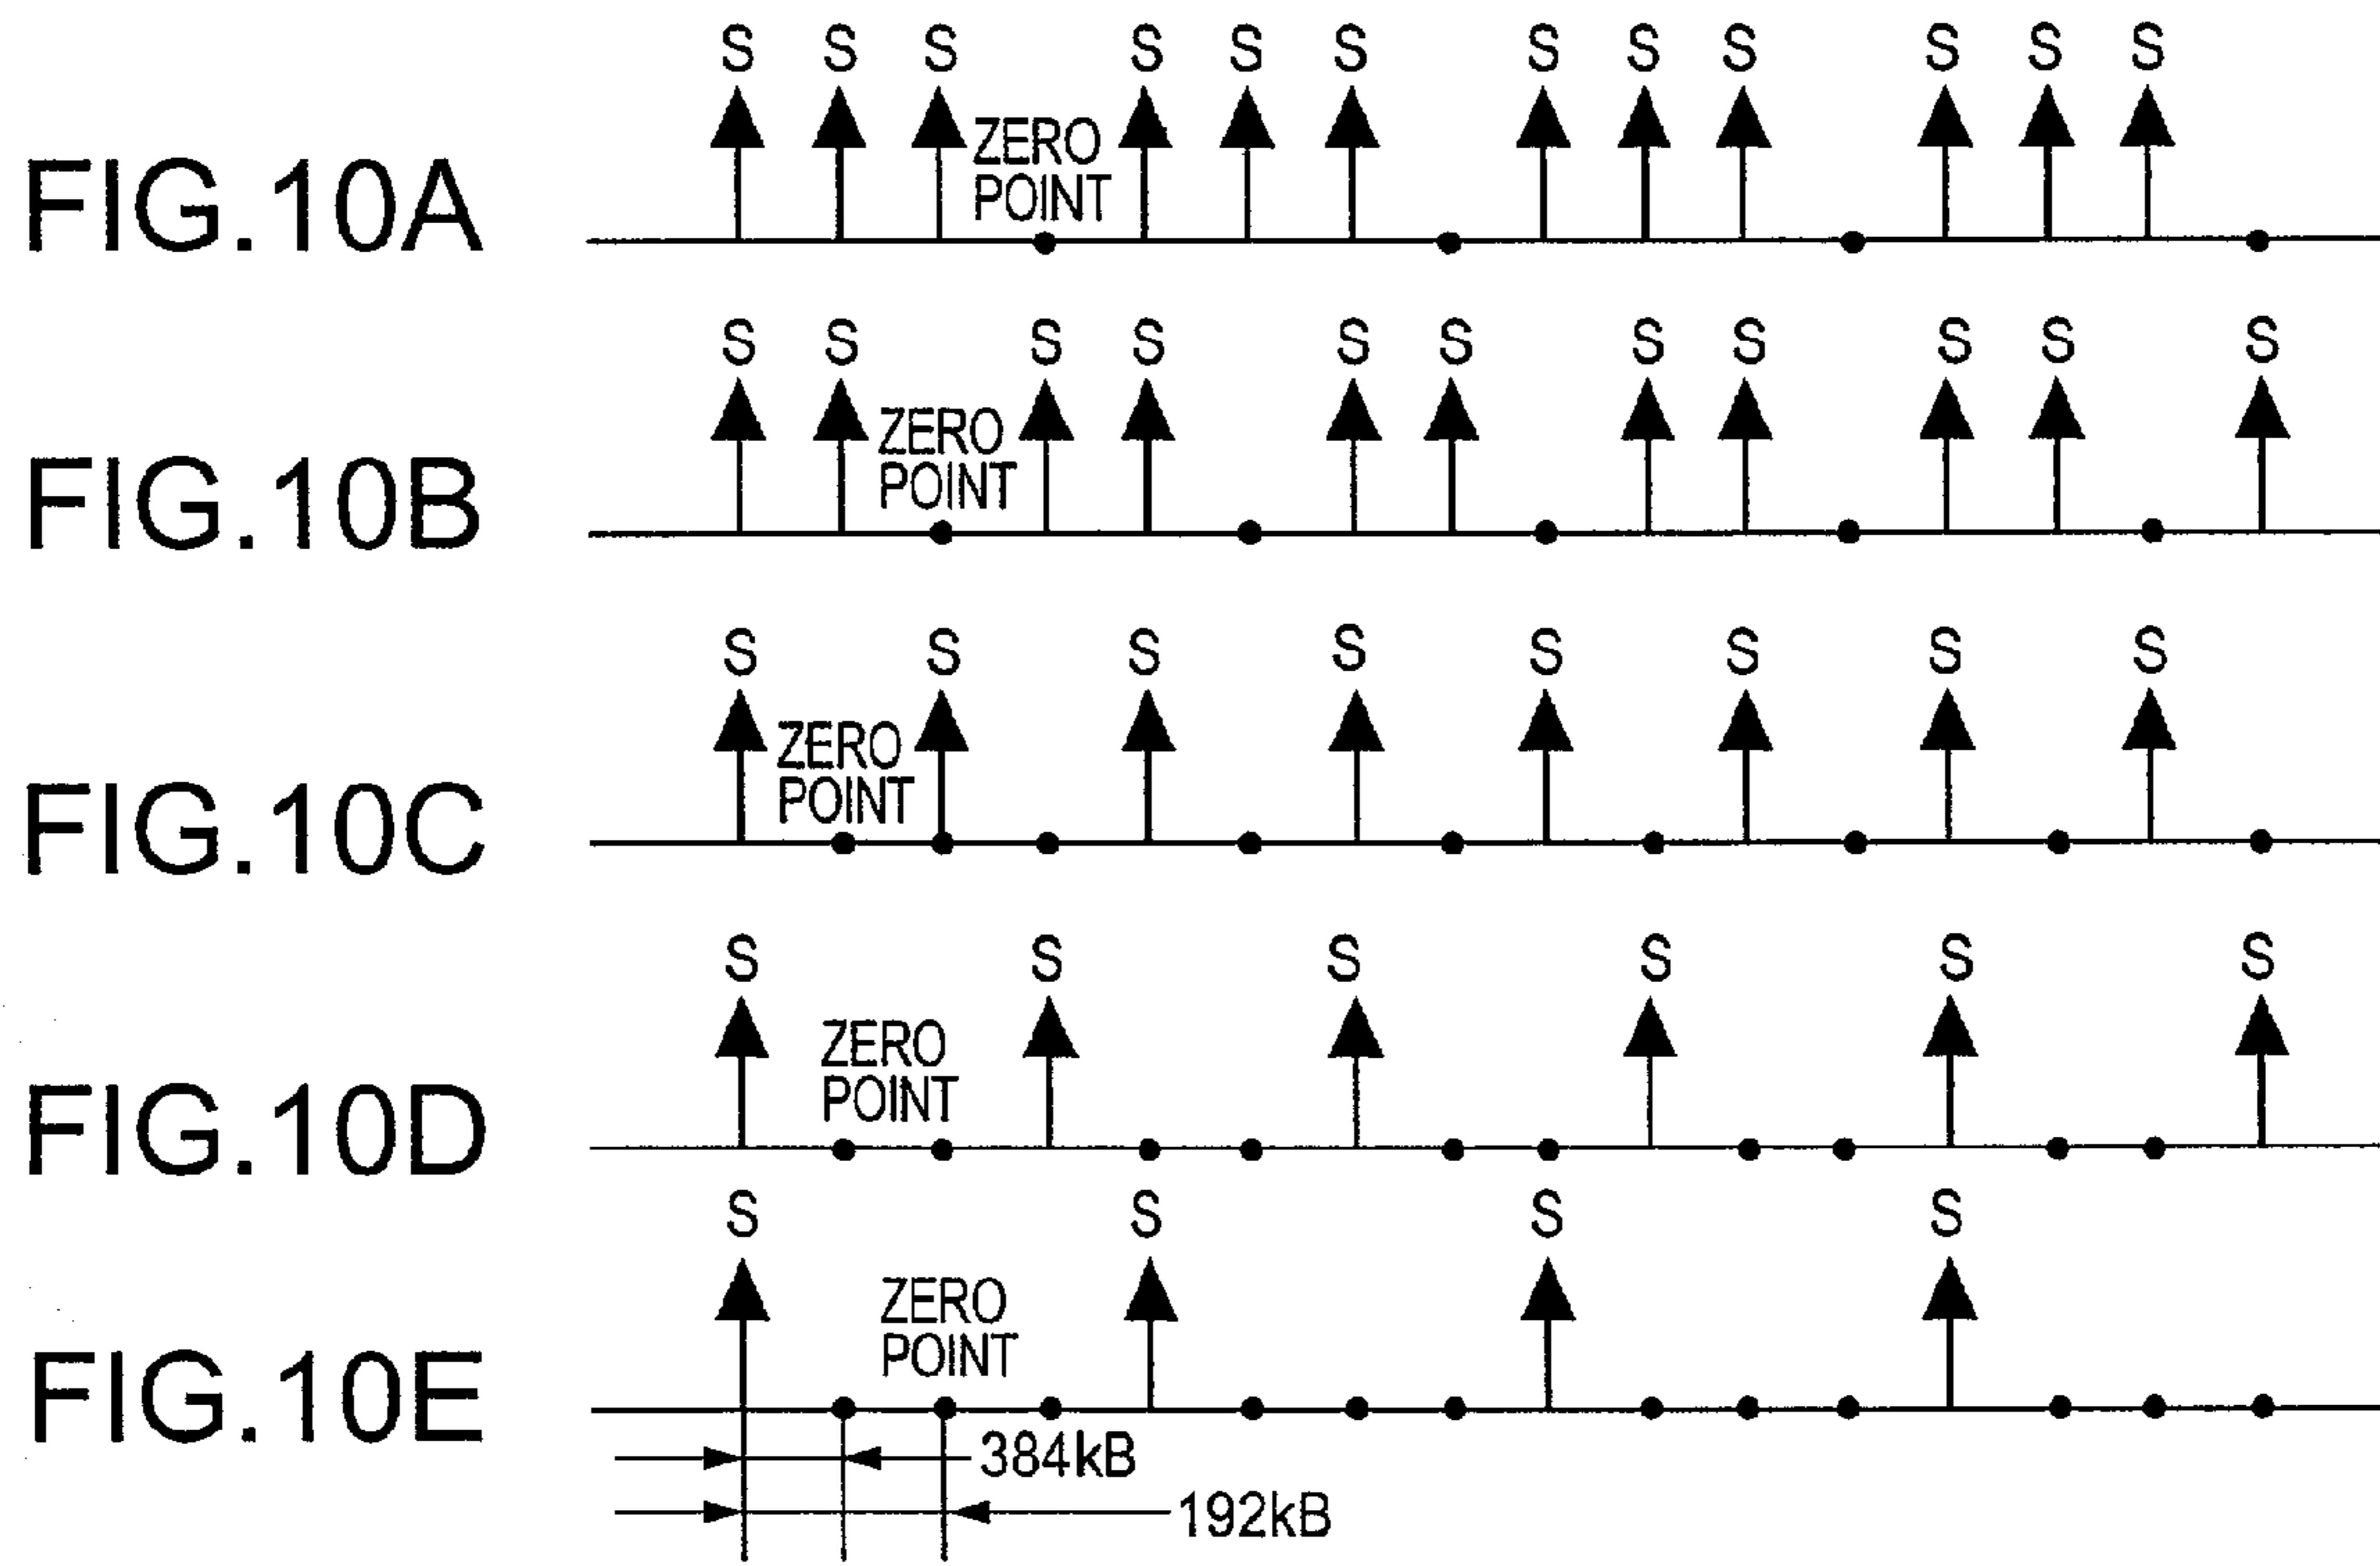 S S S S S S S S S S S S
ZERO
POINT
FIG.10A
S S S S S S S S S S S
ZERO
POINT
FIG.10B
S S S S S S S S
ZERO
POINT
FIG.10C
S S S S S S
ZERO
POINT
FIG.10D
S S S S
ZERO
POINT
FIG.10E
384kB
192kB